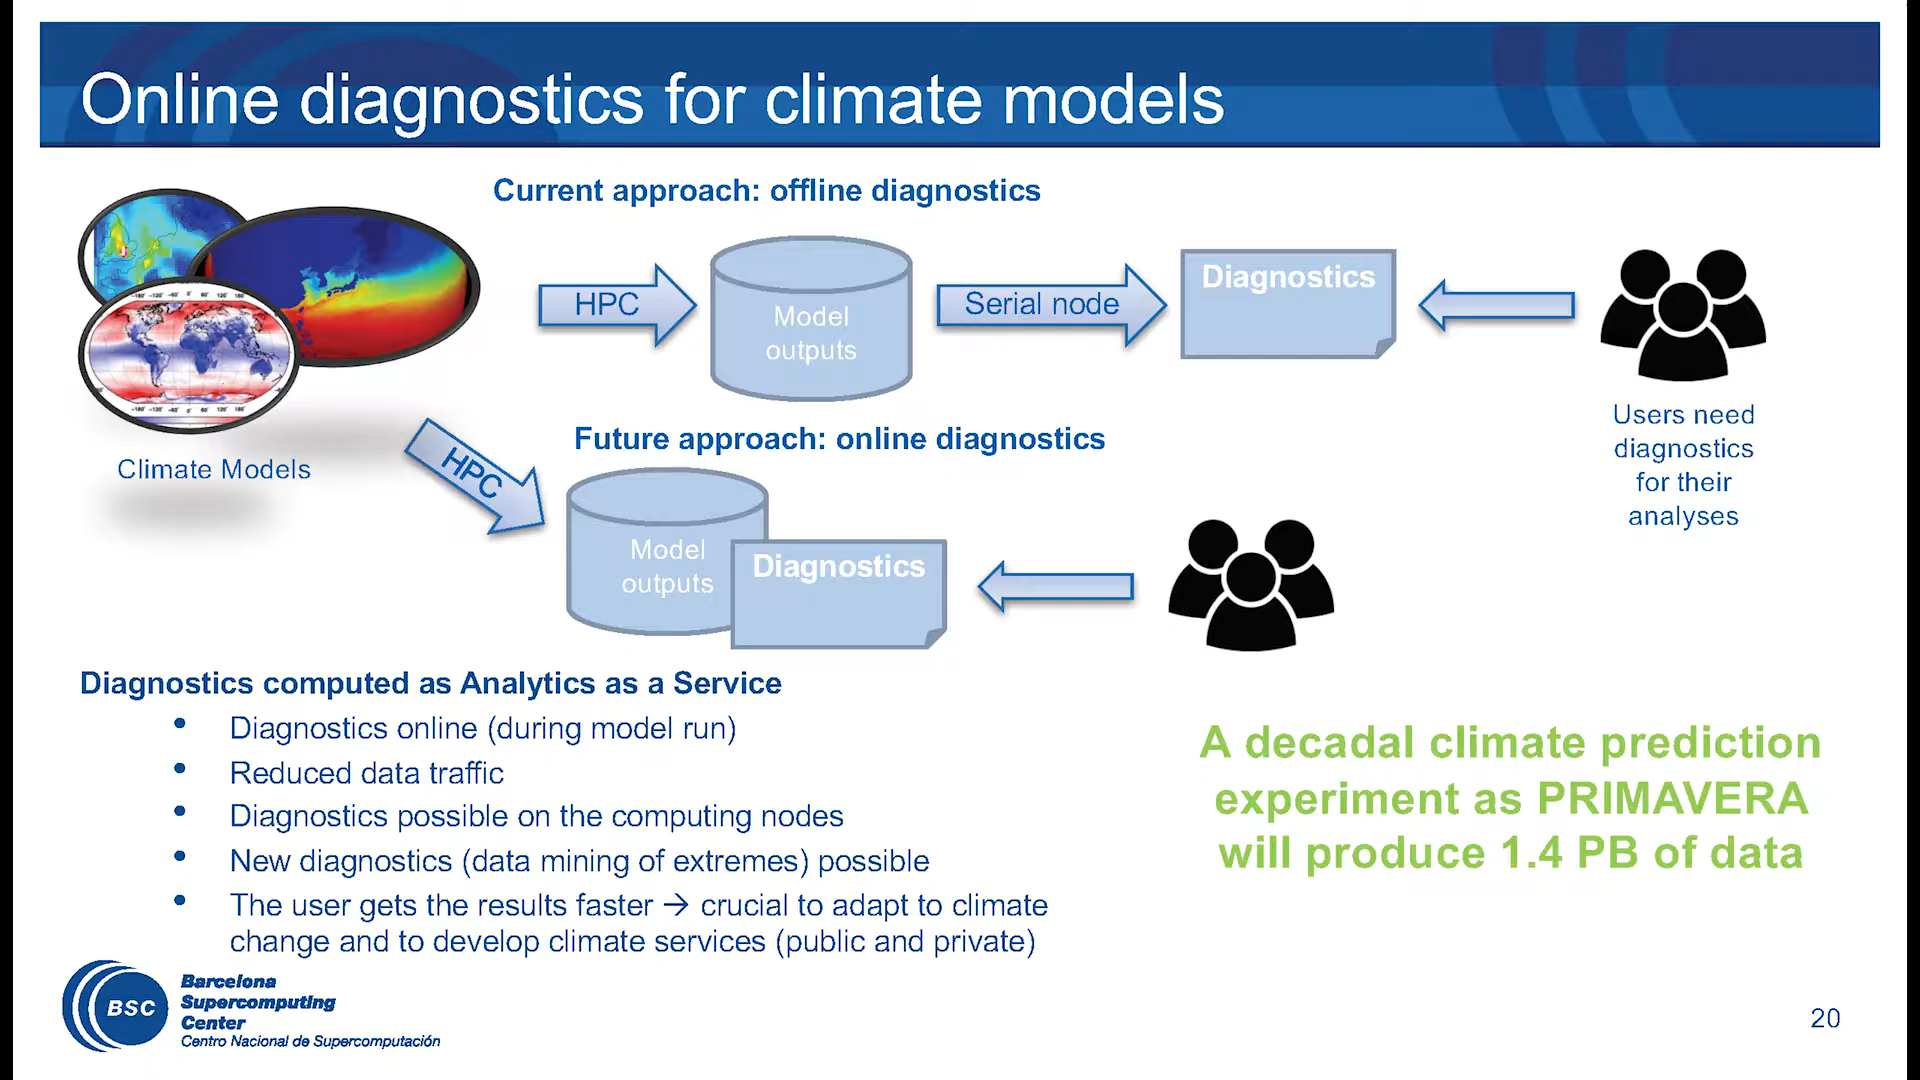 Online diagnostics for climate models
Current approach: offline diagnostics
HPC
Model
outputs
Serial node
Diagnostics
Users need
diagnostics
for their
analyses
Climate Models
HPC
Future approach: online diagnostics
Model
outputs
Diagnostics
Diagnostics computed as Analytics as a Service
• Diagnostics online (during model run)
• Reduced data traffic
• Diagnostics possible on the computing nodes
• New diagnostics (data mining of extremes) possible
• The user gets the results faster → crucial to adapt to climate
change and to develop climate services (public and private)
A decadal climate prediction
experiment as PRIMAVERA
will produce 1.4 PB of data
BSC
Barcelona
Supercomputing
Center
Centro Nacional de Supercomputación
20